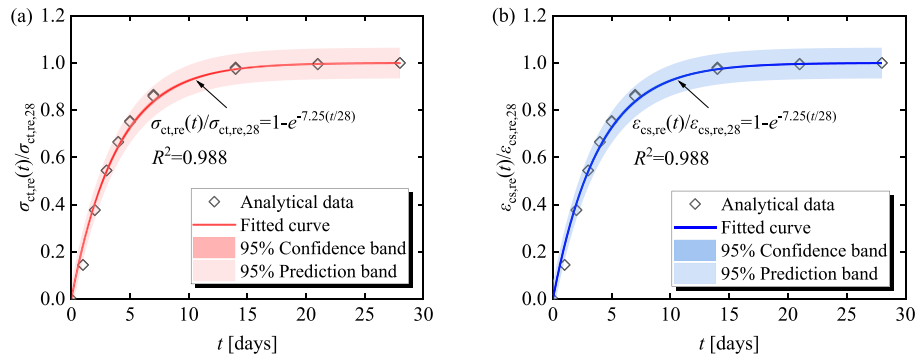 (a)
1.2
1.0
0.8
0.6
0.4
0.2
0.0
σct,re(t)/σct,re,28
σct,re(t)/σct,re,28=1-e-7.25(t/28)
R2=0.988
Analytical data
Fitted curve
95% Confidence band
95% Prediction band
0 5 10 15 20 25 30
t [days]
(b)
1.2
1.0
0.8
0.6
0.4
0.2
0.0
εcs,re(t)/εcs,re,28
εcs,re(t)/εcs,re,28=1-e-7.25(t/28)
R2=0.988
Analytical data
Fitted curve
95% Confidence band
95% Prediction band
0 5 10 15 20 25 30
t [days]